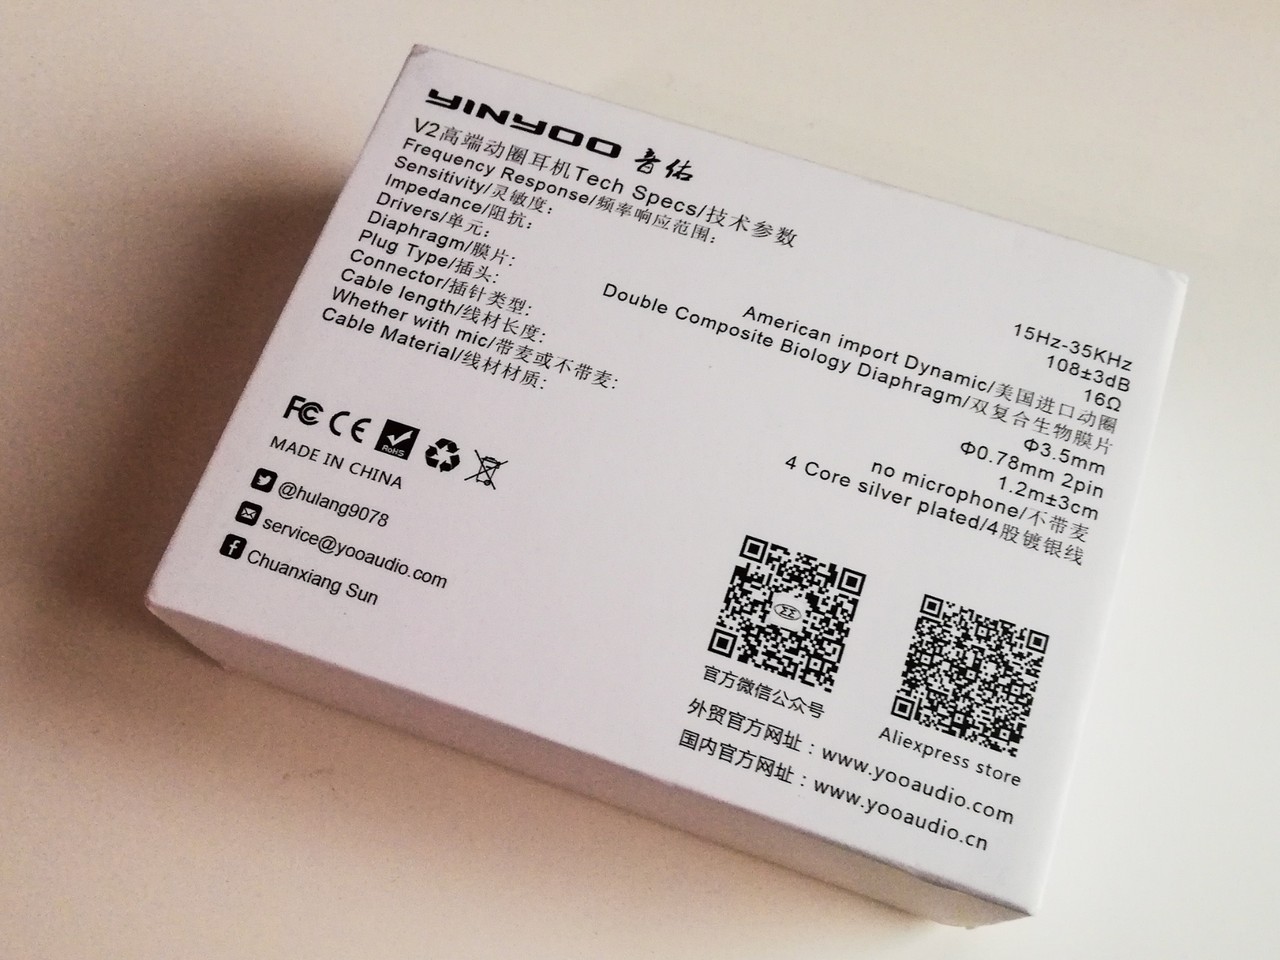 YINYOO 音佑
V2高端动圈耳机Tech Specs/技术参数
Frequency Response/频率响应范围: 15Hz-35KHz
Sensitivity/灵敏度: 108±3dB
Impedance/阻抗: 16Ω
Drivers/单元: American import Dynamic/美国进口动圈
Diaphragm/膜片: Double Composite Biology Diaphragm/双复合生物膜片
Plug Type/插头: Φ3.5mm
Connector/插针类型: Φ0.78mm 2pin
Cable length/线材长度: 1.2m±3cm
Whether with mic/带麦或不带麦: no microphone/不带麦
Cable Material/线材材质: 4 Core silver plated/4股镀银线
FC CE RoHS
MADE IN CHINA
@hulang9078
service@yooaudio.com
Chuanxiang Sun
官方微信公众号
Aliexpress store
外贸官方网址：www.yooaudio.com
国内官方网址：www.yooaudio.cn